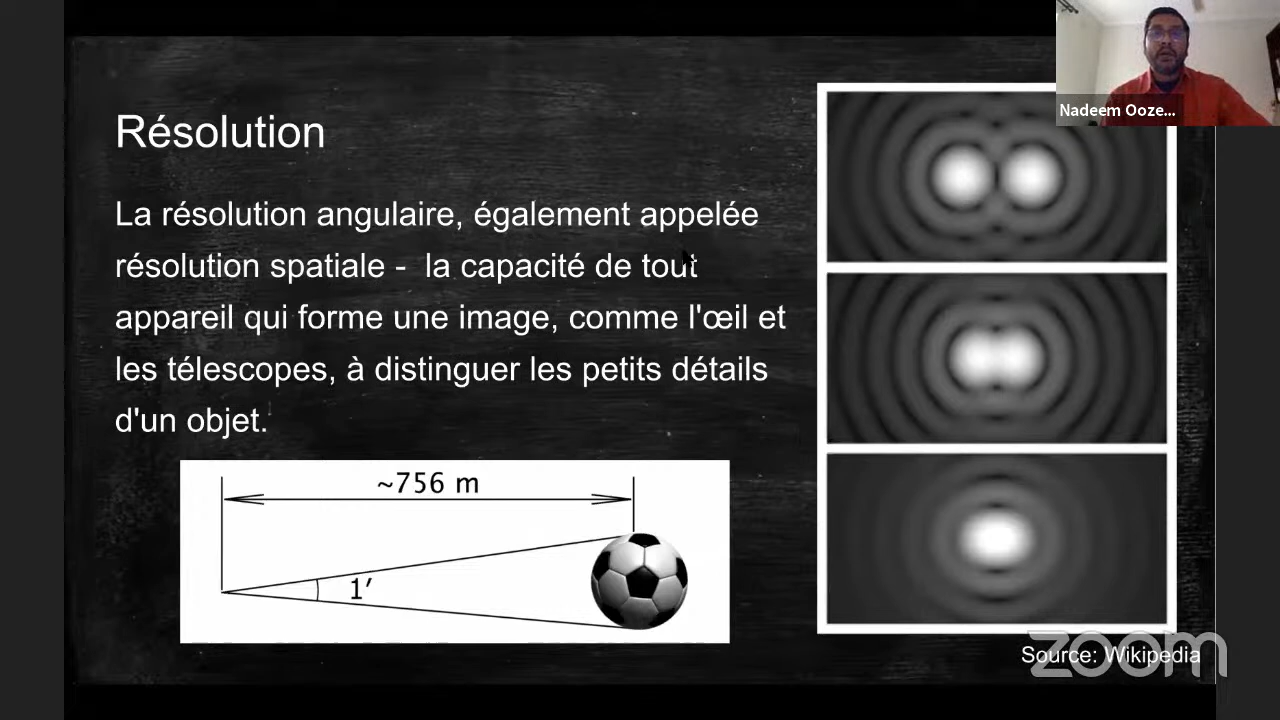 Résolution
La résolution angulaire, également appelée
résolution spatiale - la capacité de tout
appareil qui forme une image, comme l'œil et
les télescopes, à distinguer les petits détails
d'un objet.
~756 m
1′
Nadeem Ooze...
Source: Wikipedia
zoom